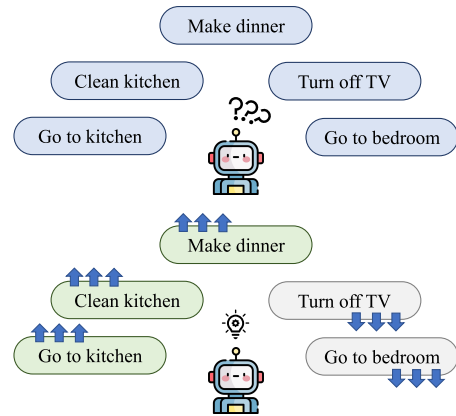 Make dinner
Clean kitchen
Turn off TV
Go to kitchen
Go to bedroom
???
Make dinner
Clean kitchen
Turn off TV
Go to kitchen
Go to bedroom